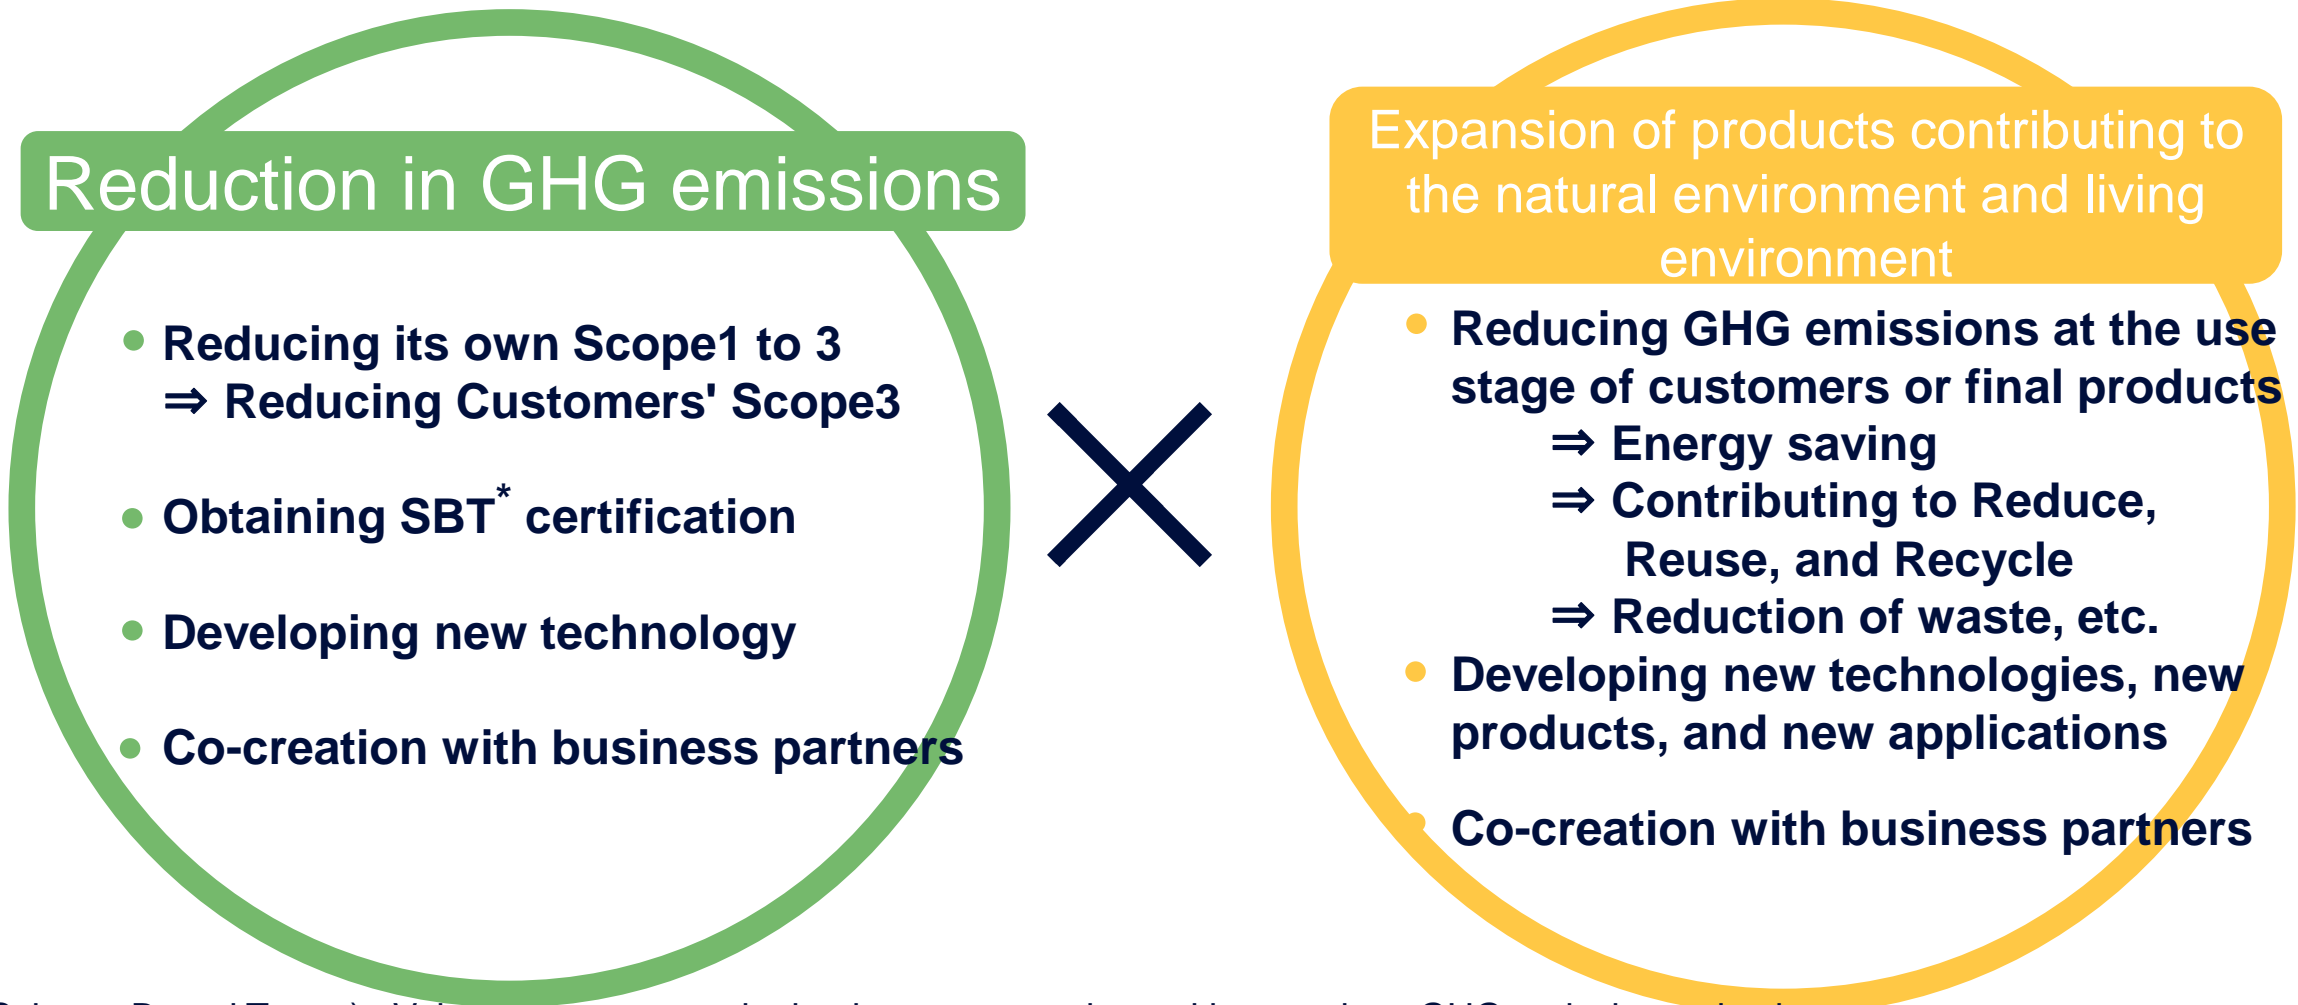 Reduction in GHG emissions
• Reducing its own Scope1 to 3
⇒ Reducing Customers' Scope3
• Obtaining SBT* certification
• Developing new technology
• Co-creation with business partners
Expansion of products contributing to
the natural environment and living
environment
• Reducing GHG emissions at the use
stage of customers or final products
⇒ Energy saving
⇒ Contributing to Reduce,
Reuse, and Recycle
⇒ Reduction of waste, etc.
• Developing new technologies, new
products, and new applications
• Co-creation with business partners